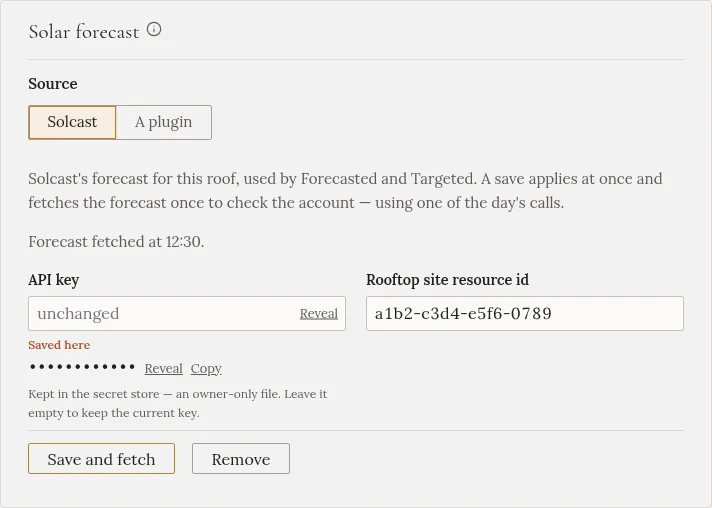 Solar forecast
Source
Solcast
A plugin
Solcast's forecast for this roof, used by Forecasted and Targeted. A save applies at once and
fetches the forecast once to check the account — using one of the day's calls.
Forecast fetched at 12:30.
API key
Rooftop site resource id
unchanged
Reveal
a1b2-c3d4-e5f6-0789
Saved here
•••••••••••• Reveal Copy
Kept in the secret store — an owner-only file. Leave it
empty to keep the current key.
Save and fetch
Remove